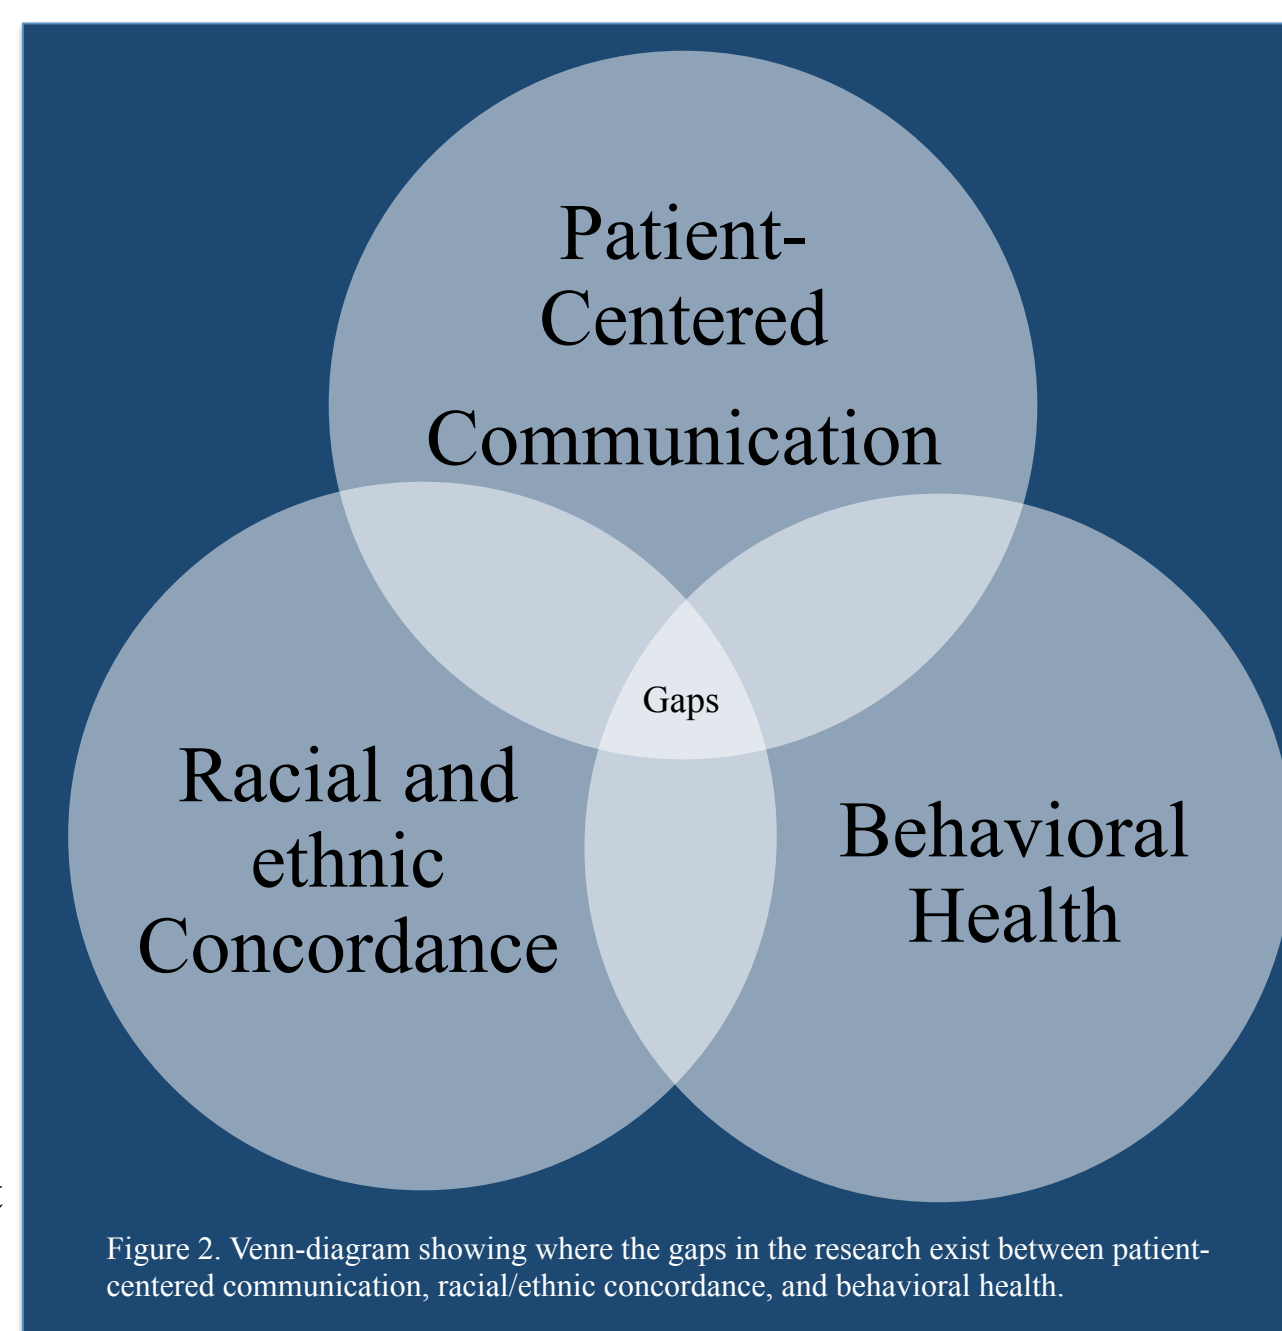 Patient-
Centered
Communication
Gaps
Racial and
ethnic
Concordance
Behavioral
Health
t
Figure 2. Venn-diagram showing where the gaps in the research exist between patient-
centered communication, racial/ethnic concordance, and behavioral health.